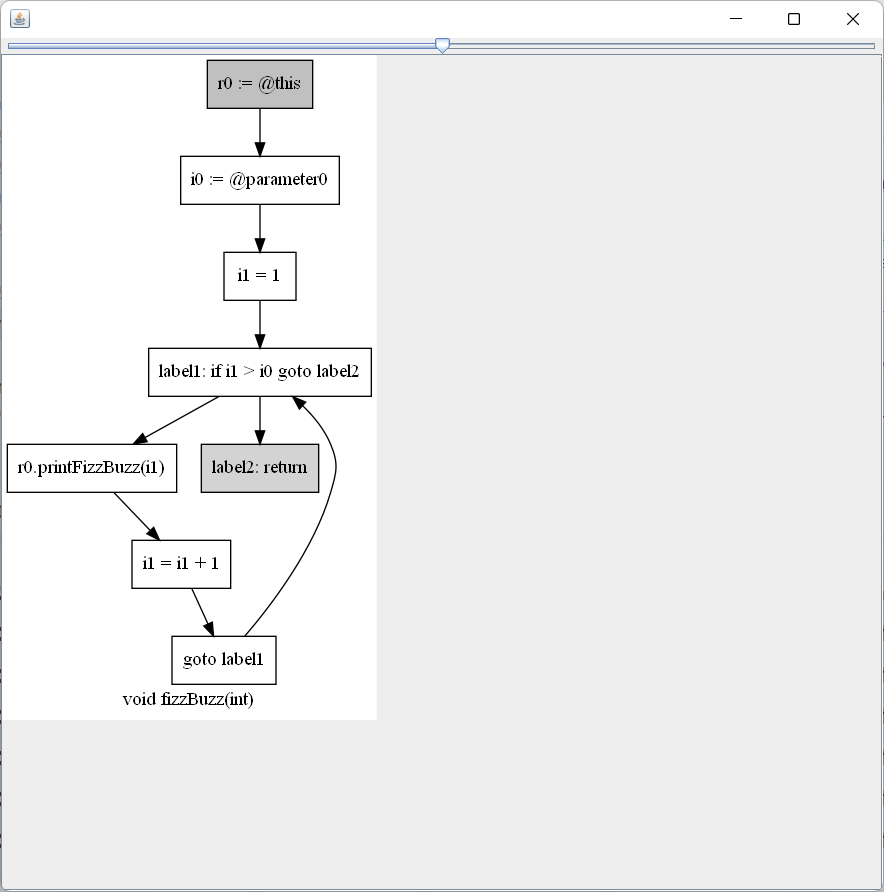 r0 := @this
i0 := @parameter0
i1 = 1
label1: if i1 > i0 goto label2
r0.printFizzBuzz(i1)
label2: return
i1 = i1 + 1
goto label1
void fizzBuzz(int)